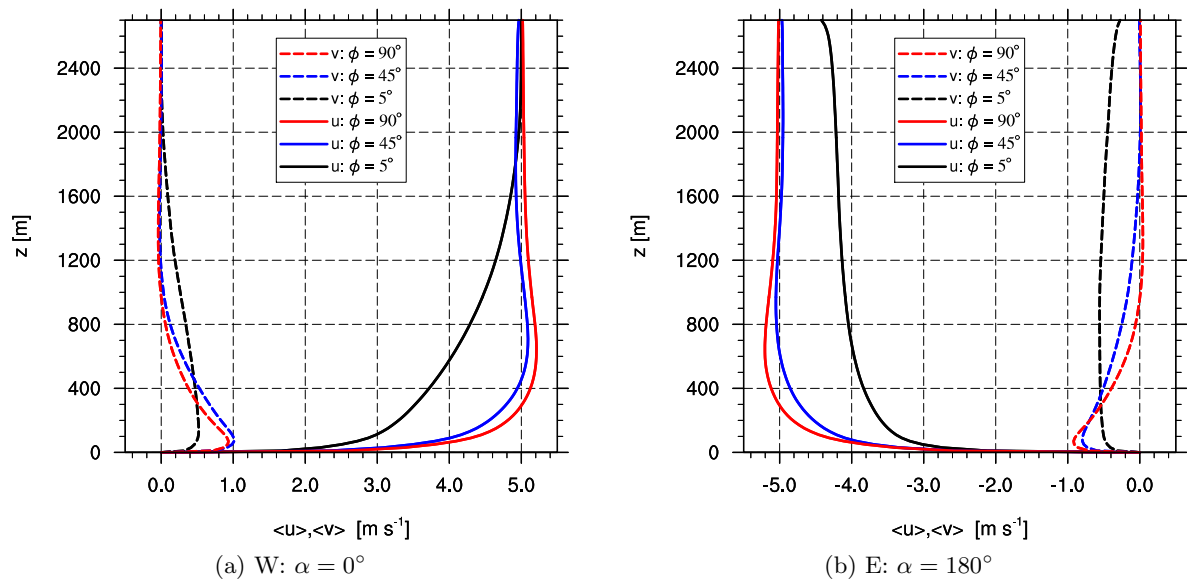 v: ϕ = 90°
v: ϕ = 45°
v: ϕ = 5°
u: ϕ = 90°
u: ϕ = 45°
u: ϕ = 5°
2400
2000
1600
1200
800
400
0
z [m]
0.0 1.0 2.0 3.0 4.0 5.0
<u>,<v> [m s⁻¹]
(a) W: α = 0°
v: ϕ = 90°
v: ϕ = 45°
v: ϕ = 5°
u: ϕ = 90°
u: ϕ = 45°
u: ϕ = 5°
2400
2000
1600
1200
800
400
0
z [m]
-5.0 -4.0 -3.0 -2.0 -1.0 0.0
<u>,<v> [m s⁻¹]
(b) E: α = 180°